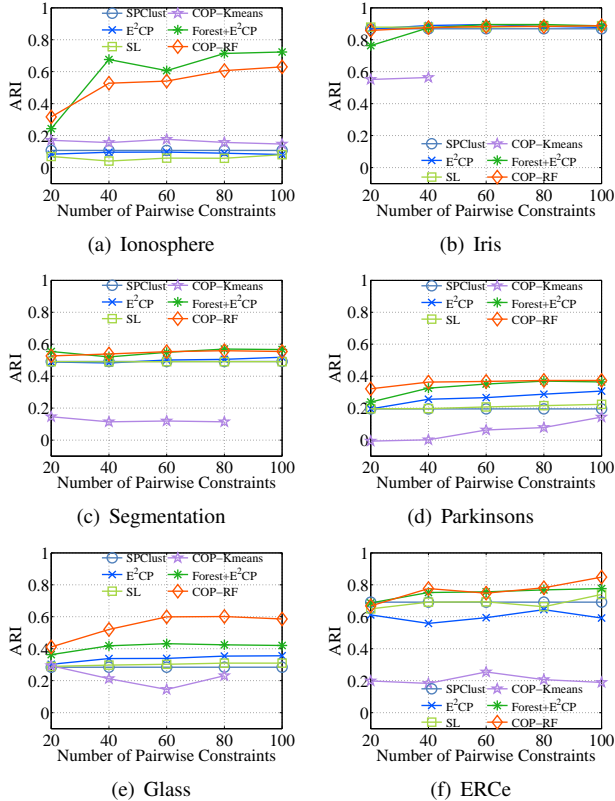 1
0.8
0.6
0.4
0.2
0
ARI
SPClust
E²CP
SL
COP−Kmeans
Forest+E²CP
COP−RF
20 40 60 80 100
Number of Pairwise Constraints
(a) Ionosphere
1
0.8
0.6
0.4
0.2
0
ARI
SPClust
E²CP
SL
COP−Kmeans
Forest+E²CP
COP−RF
20 40 60 80 100
Number of Pairwise Constraints
(b) Iris
1
0.8
0.6
0.4
0.2
0
ARI
SPClust
E²CP
SL
COP−Kmeans
Forest+E²CP
COP−RF
20 40 60 80 100
Number of Pairwise Constraints
(c) Segmentation
1
0.8
0.6
0.4
0.2
0
ARI
SPClust
E²CP
SL
COP−Kmeans
Forest+E²CP
COP−RF
20 40 60 80 100
Number of Pairwise Constraints
(d) Parkinsons
1
0.8
0.6
0.4
0.2
0
ARI
SPClust
E²CP
SL
COP−Kmeans
Forest+E²CP
COP−RF
20 40 60 80 100
Number of Pairwise Constraints
(e) Glass
1
0.8
0.6
0.4
0.2
0
ARI
SPClust
E²CP
SL
COP−Kmeans
Forest+E²CP
COP−RF
20 40 60 80 100
Number of Pairwise Constraints
(f) ERCe